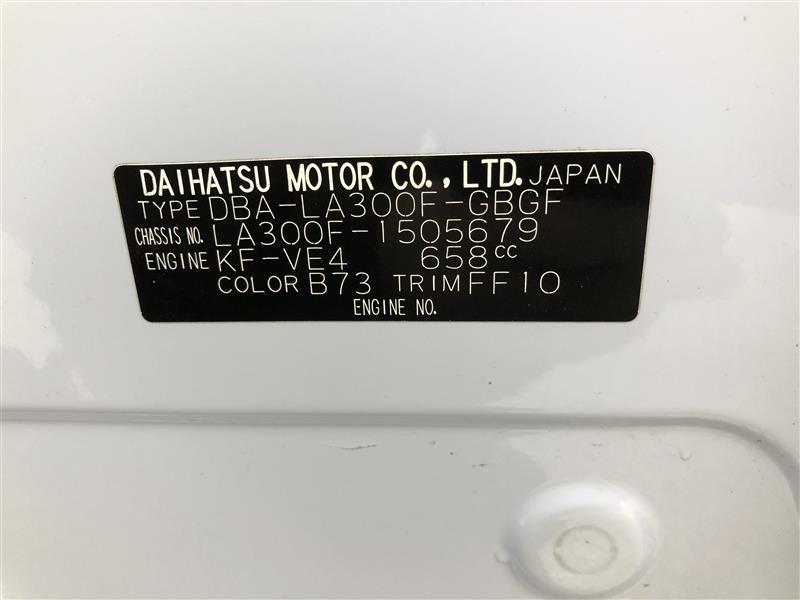 DAIHATSU MOTOR CO., LTD. JAPAN
TYPE DBA-LA300F-GBGF
CHASSIS NO. LA300F-1505679
ENGINE KF-VE4 658cc
COLOR B73 TRIM FF10
ENGINE NO.